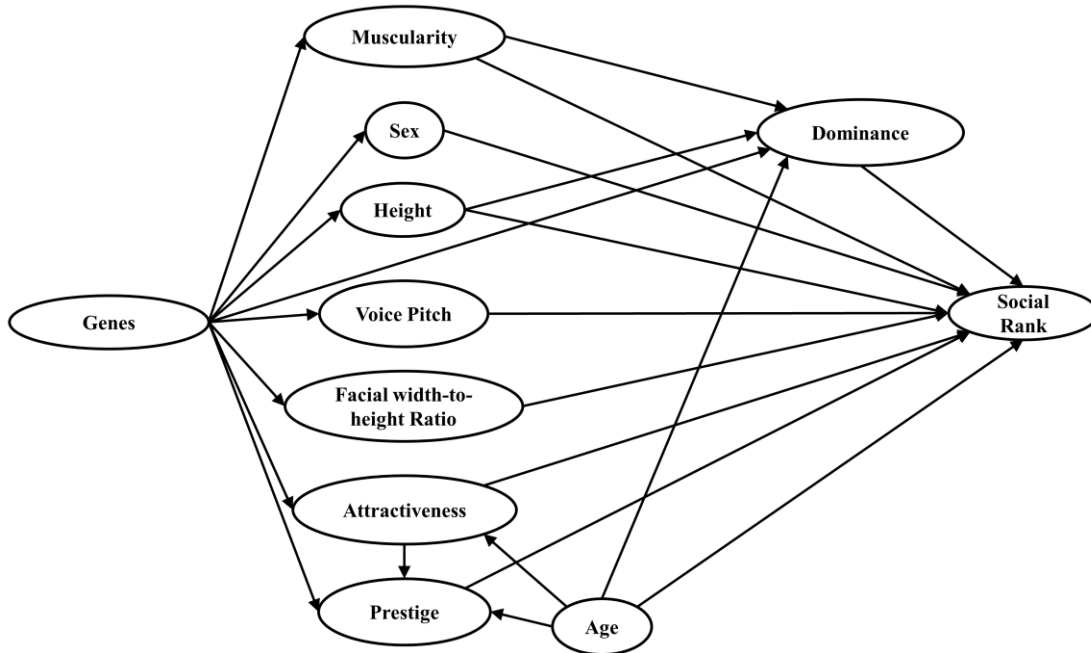 Muscularity
Sex
Dominance
Height
Genes
Voice Pitch
Social
Rank
Facial width-to-
height Ratio
Attractiveness
Prestige
Age